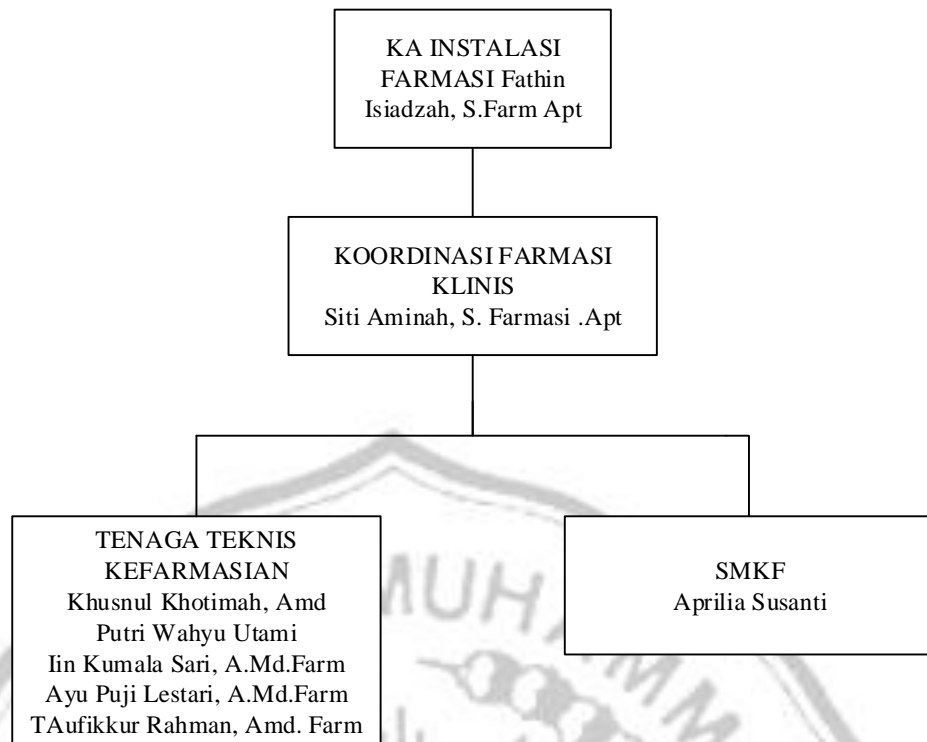 KA INSTALASI
FARMASI Fathin
Isiadzah, S.Farm Apt
KOORDINASI FARMASI
KLINIS
Siti Aminah, S. Farmasi .Apt
TENAGA TEKNIS
KEFARMASIAN
Khusnul Khotimah, Amd
Putri Wahyu Utami
Iin Kumala Sari, A.Md.Farm
Ayu Puji Lestari, A.Md.Farm
TAufikkur Rahman, Amd. Farm
SMKF
Aprilia Susanti
MUHAMM